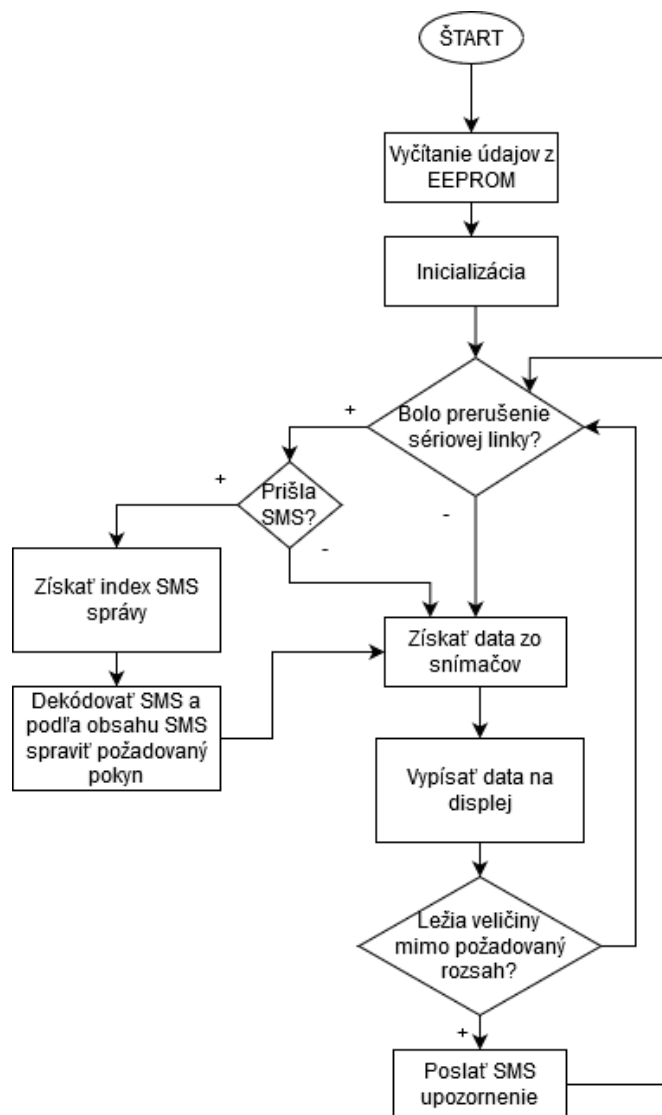 ŠTART
Vyčítanie údajov z
EEPROM
Inicializácia
Bolo prerušenie
sériovej linky?
+
-
Prišla
SMS?
+
-
Získať index SMS
správy
Dekódovať SMS a
podľa obsahu SMS
spraviť požadovaný
pokyn
Získať data zo
snímačov
Vypísať data na
displej
Ležia veličiny
mimo požadovaný
rozsah?
+
Poslať SMS
upozornenie